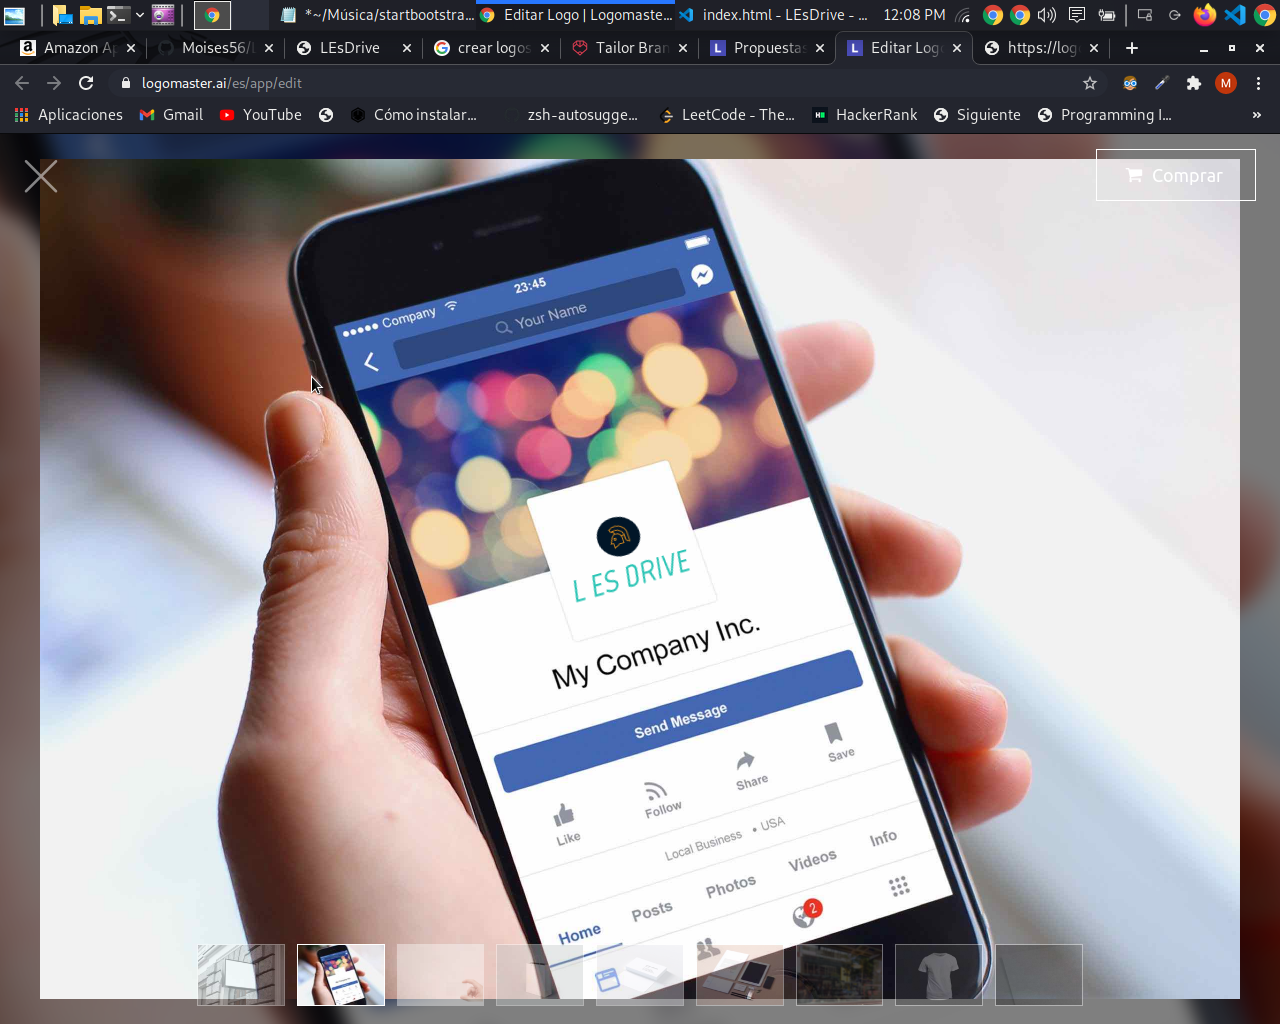 *~/Música/startbootstra...
Editar Logo | Logomaste...
index.html - LEsDrive - ...
12:08 PM
Amazon Ap
Moises56/L
LEsDrive
crear logos
Tailor Bran
Propuestas
Editar Logo
https://log
logomaster.ai/es/app/edit
M
Aplicaciones
Gmail
YouTube
Cómo instalar...
zsh-autosugge...
LeetCode - The...
HackerRank
Siguiente
Programming I...
»
Comprar
Company
23:45
Your Name
L ES DRIVE
My Company Inc.
Send Message
Like
Follow
Share
Save
Local Business • USA
Home
Posts
Photos
Videos
Info
2